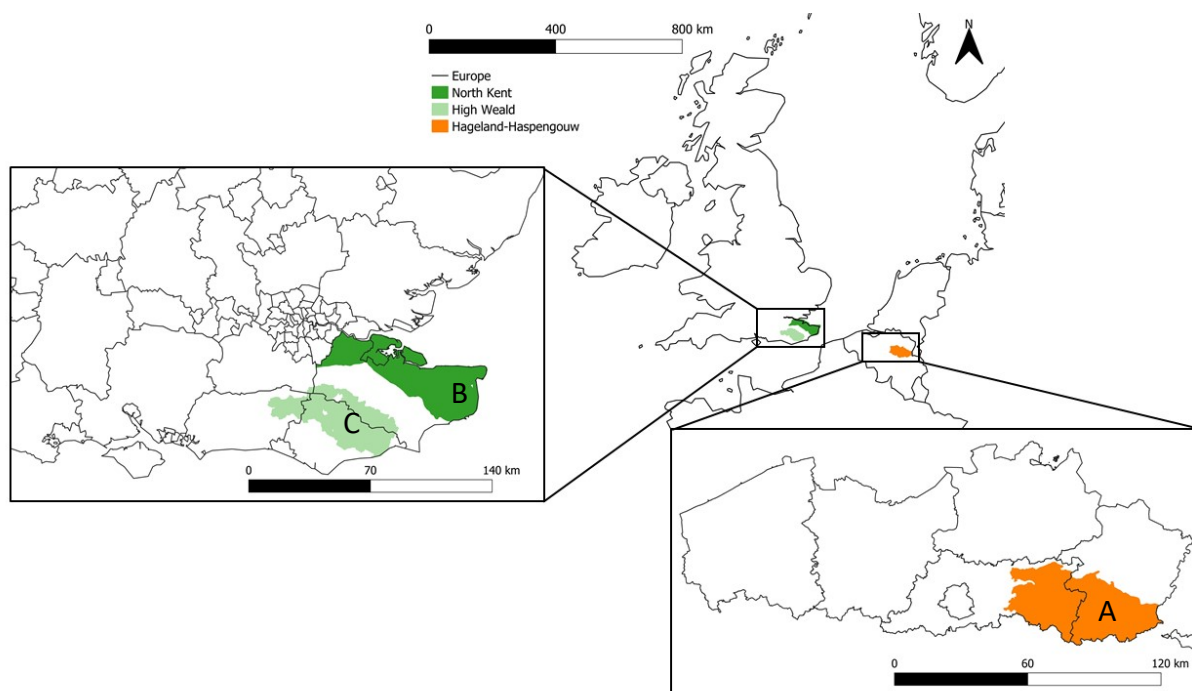 0 400 800 km
N
Europe
North Kent
High Weald
Hageland-Haspengouw
B
C
0 70 140 km
A
0 60 120 km